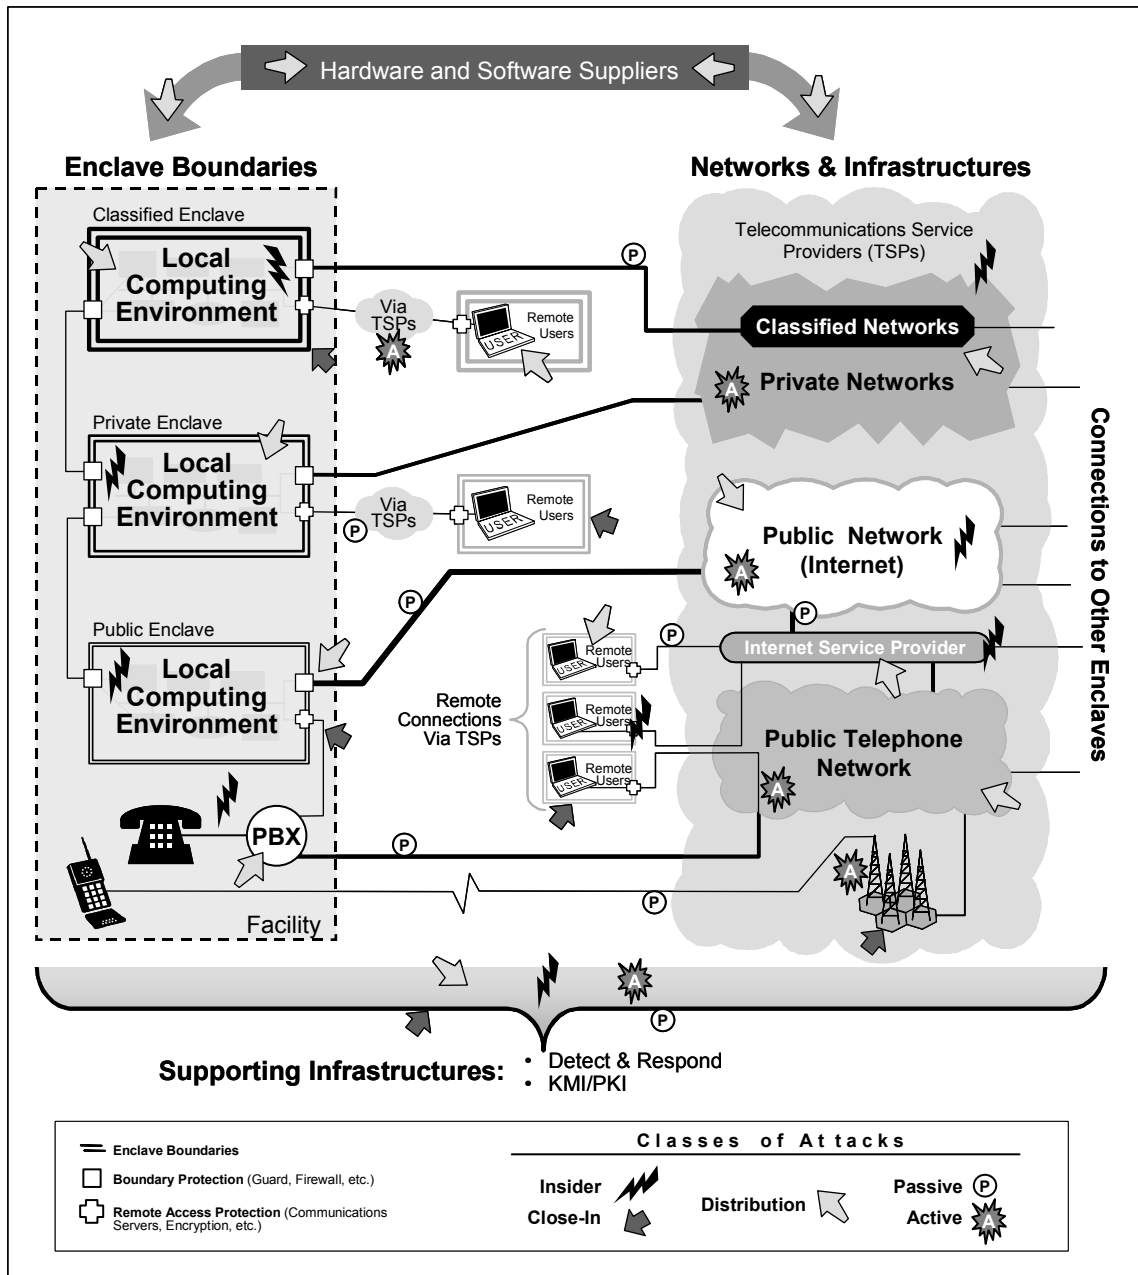 Hardware and Software Suppliers
Enclave Boundaries
Networks & Infrastructures
Classified Enclave
Local
Computing
Environment
P
Via
TSPs
A
USER
Remote
Users
Telecommunications Service
Providers (TSPs)
Classified Networks
A
Private Networks
Private Enclave
Local
Computing
Environment
Via
TSPs
P
USER
Remote
Users
Public Network
(Internet)
A
P
P
Public Enclave
Local
Computing
Environment
Remote
Connections
Via TSPs
USER
Remote
Users
P
USER
Remote
Users
USER
Remote
Users
Internet Service Provider
Public Telephone
Network
A
Connections to Other Enclaves
PBX
P
A
P
Facility
A
P
Supporting Infrastructures:
• Detect & Respond
• KMI/PKI
Enclave Boundaries
Boundary Protection (Guard, Firewall, etc.)
Remote Access Protection (Communications
Servers, Encryption, etc.)
Classes of Attacks
Insider
Close-In
Distribution
Passive P
Active A